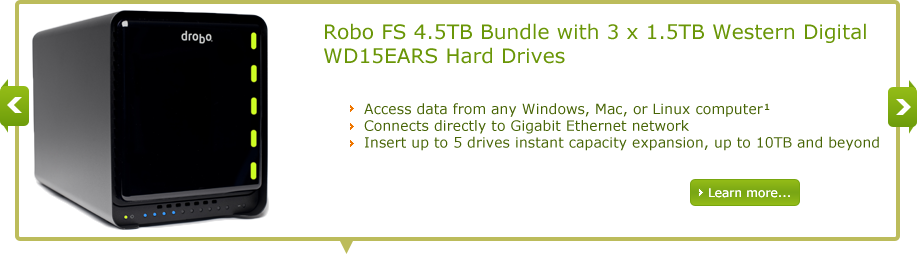 drobo
Robo FS 4.5TB Bundle with 3 x 1.5TB Western Digital
WD15EARS Hard Drives
Access data from any Windows, Mac, or Linux computer¹
Connects directly to Gigabit Ethernet network
Insert up to 5 drives instant capacity expansion, up to 10TB and beyond
Learn more...